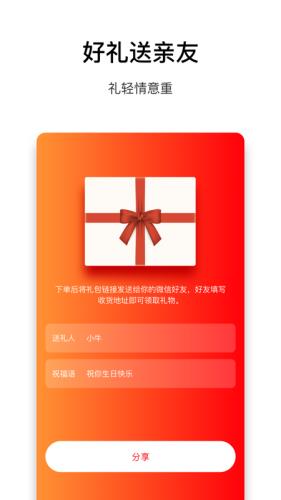 好礼送亲友
礼轻情意重
下单后将礼包链接发送给你的微信好友，好友填写
收货地址即可领取礼物。
送礼人 小牛
祝福语 祝你生日快乐
分享